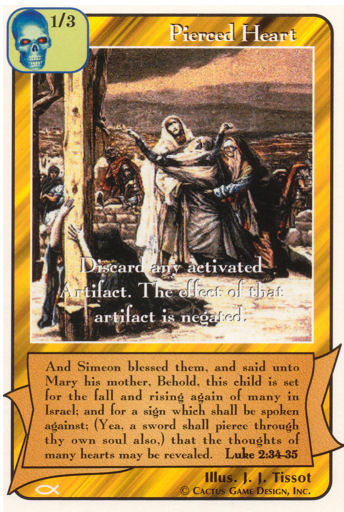 1/3
Pierced Heart
Discard any activated
Artifact. The effect of that
artifact is negated.
And Simeon blessed them, and said unto
Mary his mother, Behold, this child is set
for the fall and rising again of many in
Israel; and for a sign which shall be spoken
against; (Yea, a sword shall pierce through
thy own soul also,) that the thoughts of
many hearts may be revealed. Luke 2:34-35
Illus. J. J. Tissot
© Cactus Game Design, Inc.